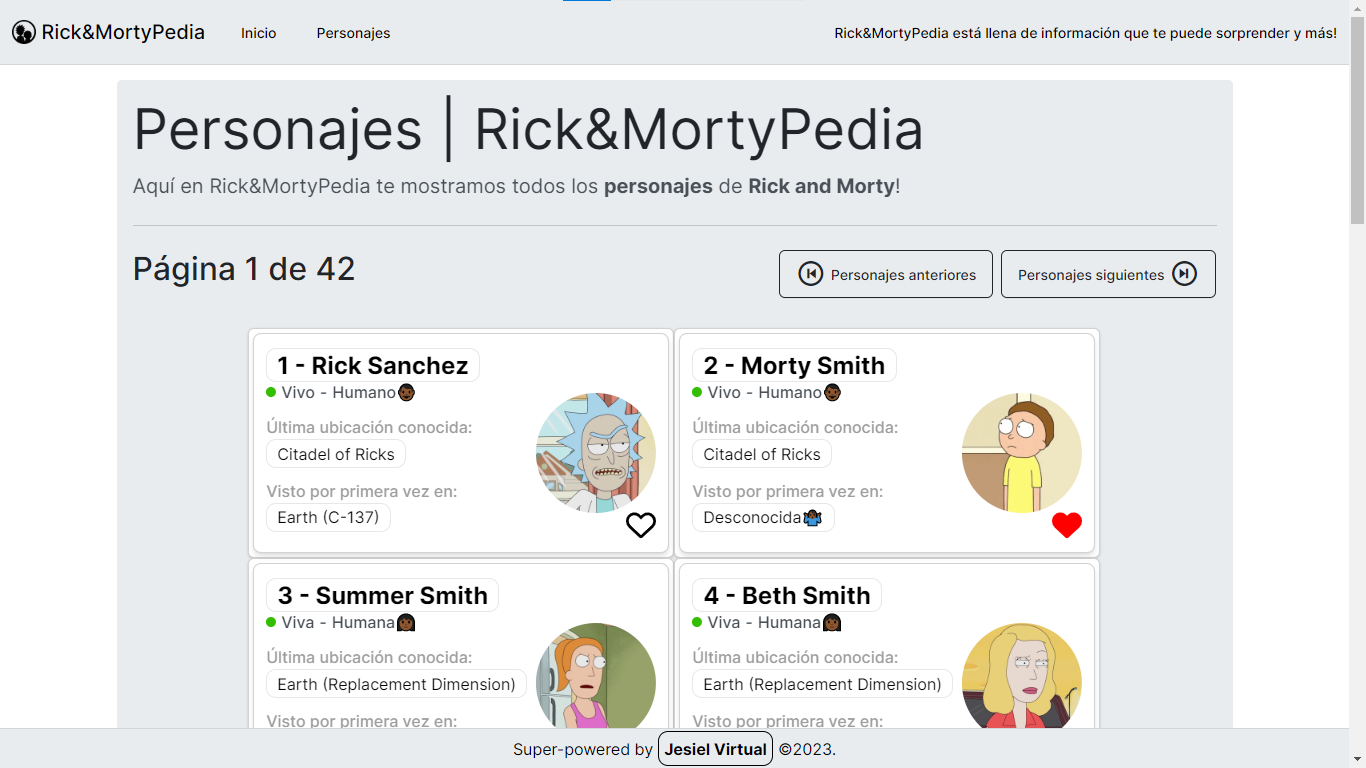 Rick&MortyPedia Inicio Personajes Rick&MortyPedia está llena de información que te puede sorprender y más!
Personajes | Rick&MortyPedia
Aquí en Rick&MortyPedia te mostramos todos los personajes de Rick and Morty!
Página 1 de 42 Personajes anteriores Personajes siguientes
1 - Rick Sanchez
Vivo - Humano
Última ubicación conocida:
Citadel of Ricks
Visto por primera vez en:
Earth (C-137)
2 - Morty Smith
Vivo - Humano
Última ubicación conocida:
Citadel of Ricks
Visto por primera vez en:
Desconocida
3 - Summer Smith
Viva - Humana
Última ubicación conocida:
Earth (Replacement Dimension)
Visto por primera vez en:
4 - Beth Smith
Viva - Humana
Última ubicación conocida:
Earth (Replacement Dimension)
Visto por primera vez en:
Super-powered by Jesiel Virtual ©2023.